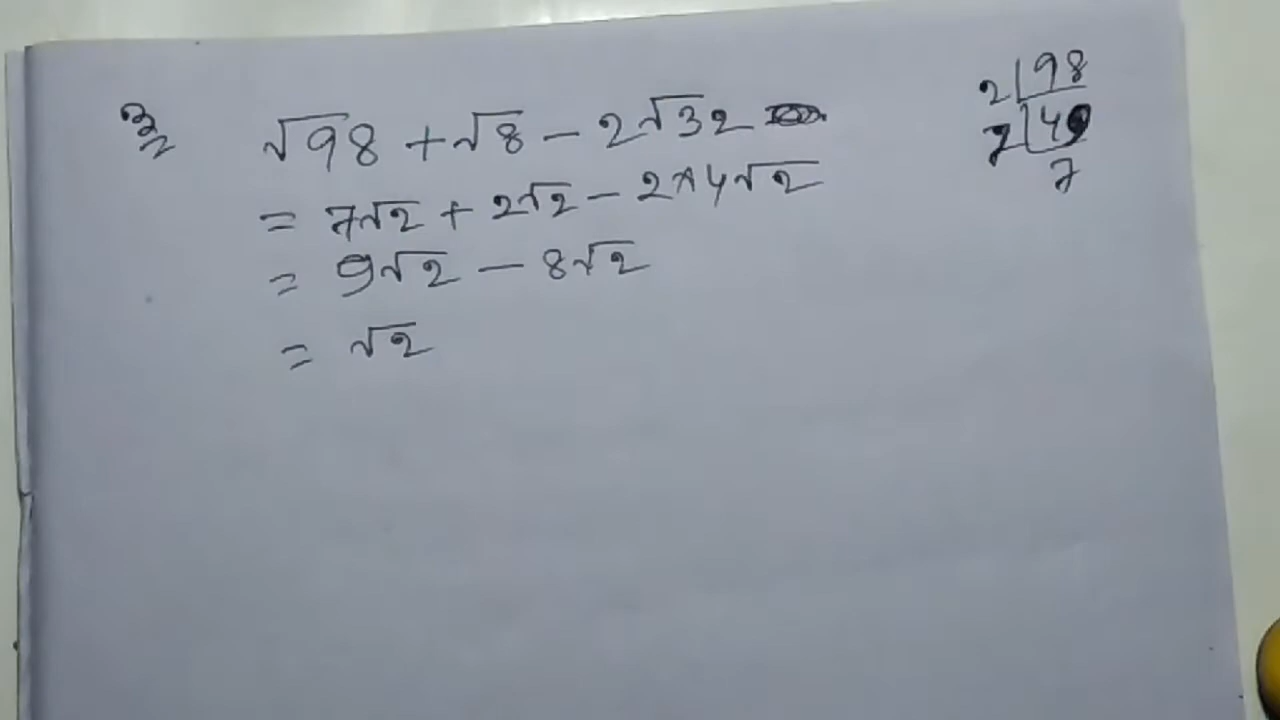 ৩) √98 + √8 - 2√32
= 7√2 + 2√2 - 2×4√2
= 9√2 - 8√2
= √2
2 | 98
7 | 49
7